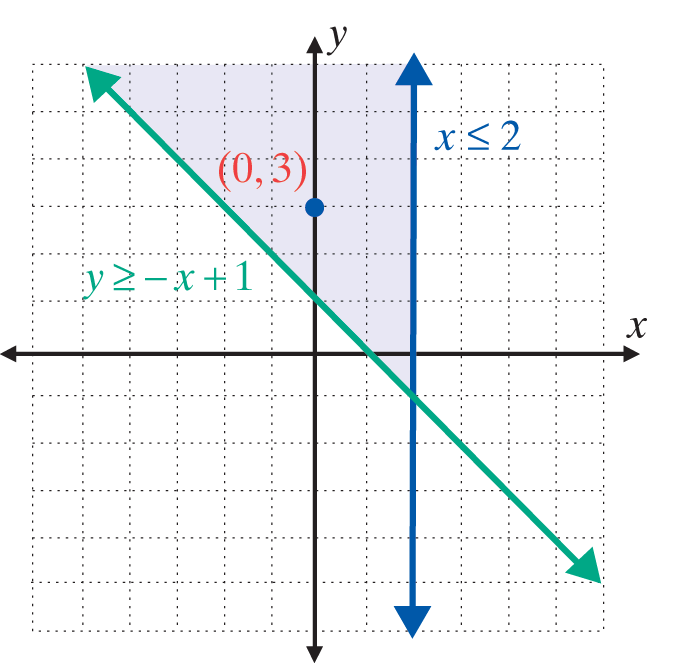 y
x ≤ 2
(0, 3)
y ≥ −x + 1
x